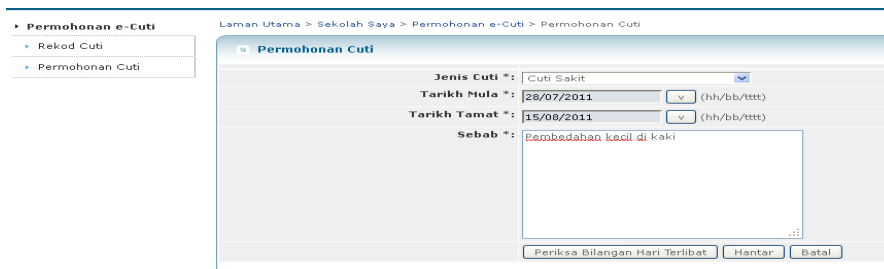 Permohonan e-Cuti
Rekod Cuti
Permohonan Cuti
Laman Utama > Sekolah Saya > Permohonan e-Cuti > Permohonan Cuti
Permohonan Cuti
Jenis Cuti *: Cuti Sakit
Tarikh Mula *: 28/07/2011 v (hh/bb/tttt)
Tarikh Tamat *: 15/08/2011 v (hh/bb/tttt)
Sebab *: Pembedahan kecil di kaki
Periksa Bilangan Hari Terlibat Hantar Batal